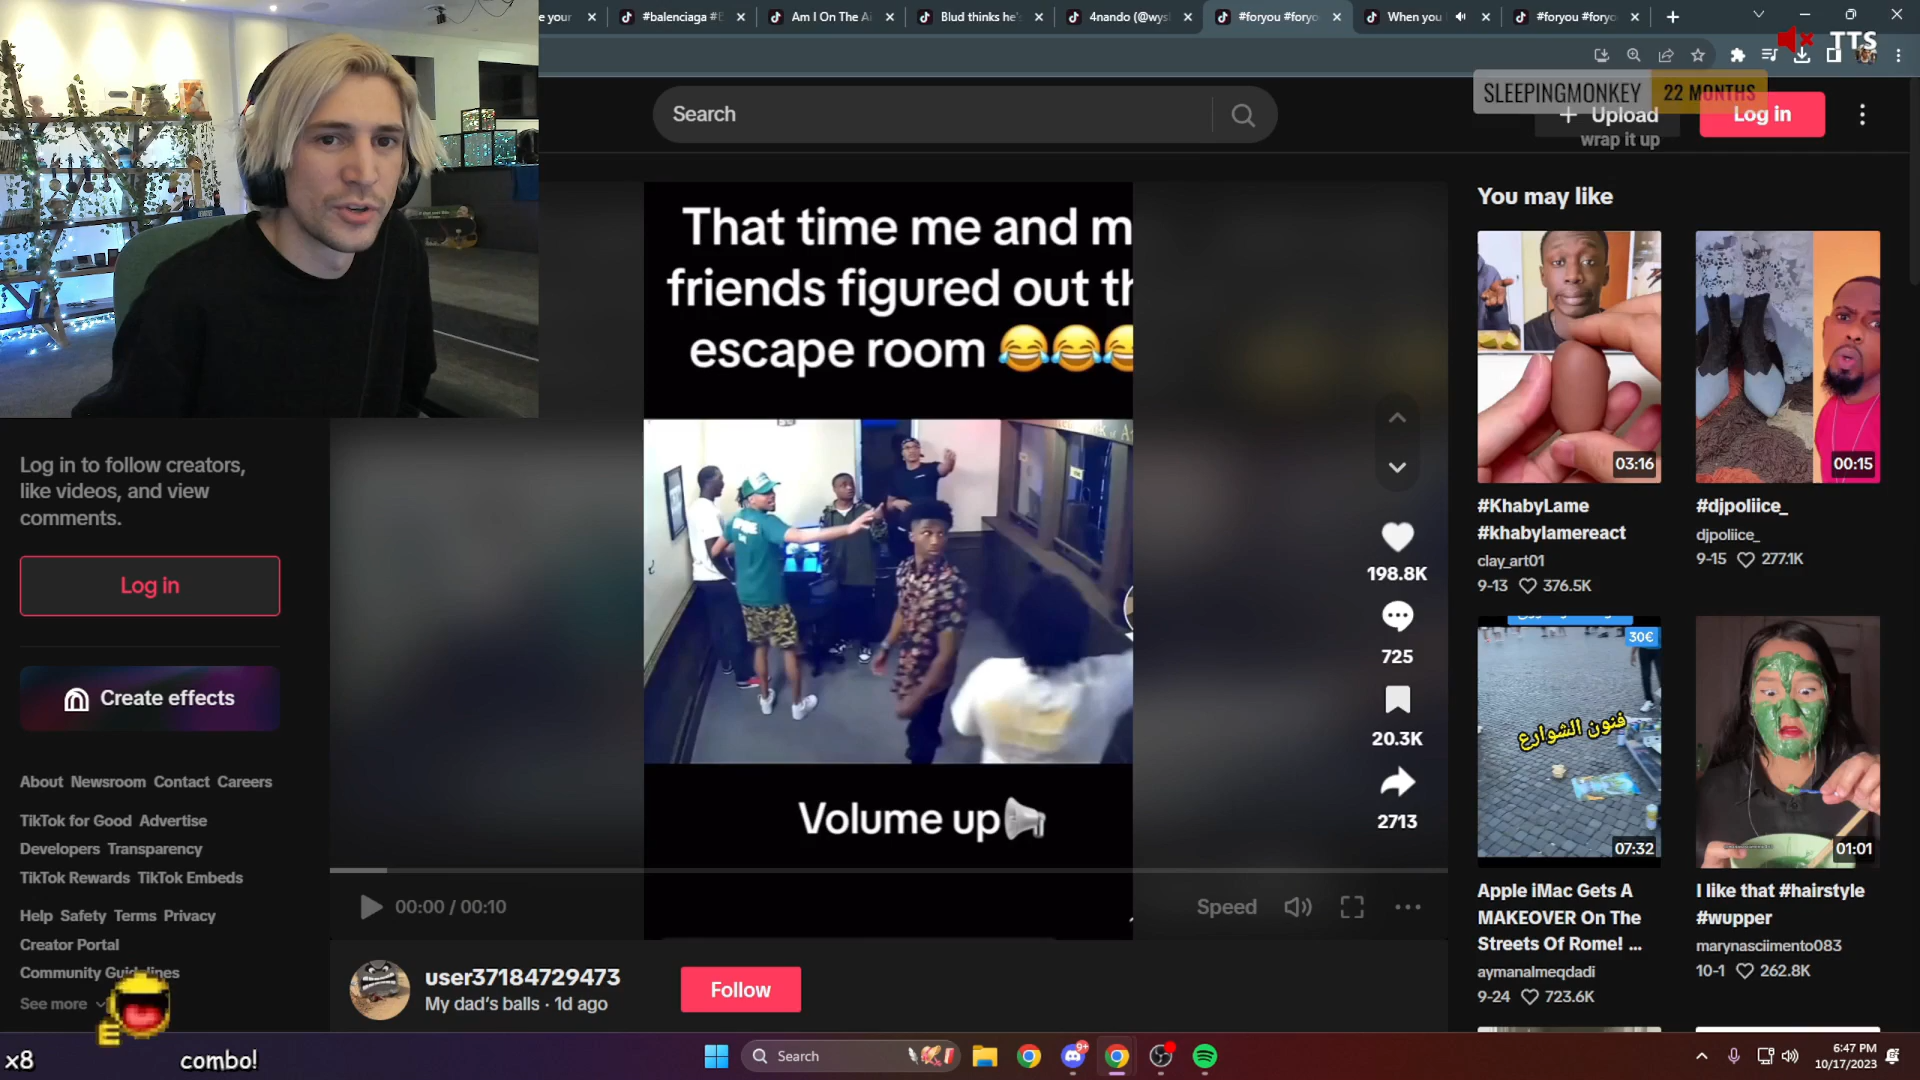 e your
#balenciaga #B
Am I On The Ai
Blud thinks he's
4nando (@wysi
#foryou #foryo
When you
#foryou #foryo
TTS
SLEEPINGMONKEY
22 MONTHS
wrap it up
Search
Upload
Log in
That time me and m
friends figured out th
escape room 😂😂😂
Volume up📢
Log in to follow creators,
like videos, and view
comments.
Log in
Create effects
About Newsroom Contact Careers
TikTok for Good Advertise
Developers Transparency
TikTok Rewards TikTok Embeds
Help Safety Terms Privacy
Creator Portal
Community Guidelines
See more
x8 combo!
198.8K
725
20.3K
2713
00:00 / 00:10
Speed
user37184729473
My dad's balls · 1d ago
Follow
You may like
03:16
#KhabyLame
#khabylamereact
clay_art01
9-13 376.5K
00:15
#djpoliice_
djpoliice_
9-15 277.1K
30€
فنون الشوارع
07:32
Apple iMac Gets A
MAKEOVER On The
Streets Of Rome! ...
aymanalmeqdadi
9-24 723.6K
01:01
I like that #hairstyle
#wupper
marynasciimento083
10-1 262.8K
Search
9+
6:47 PM
10/17/2023